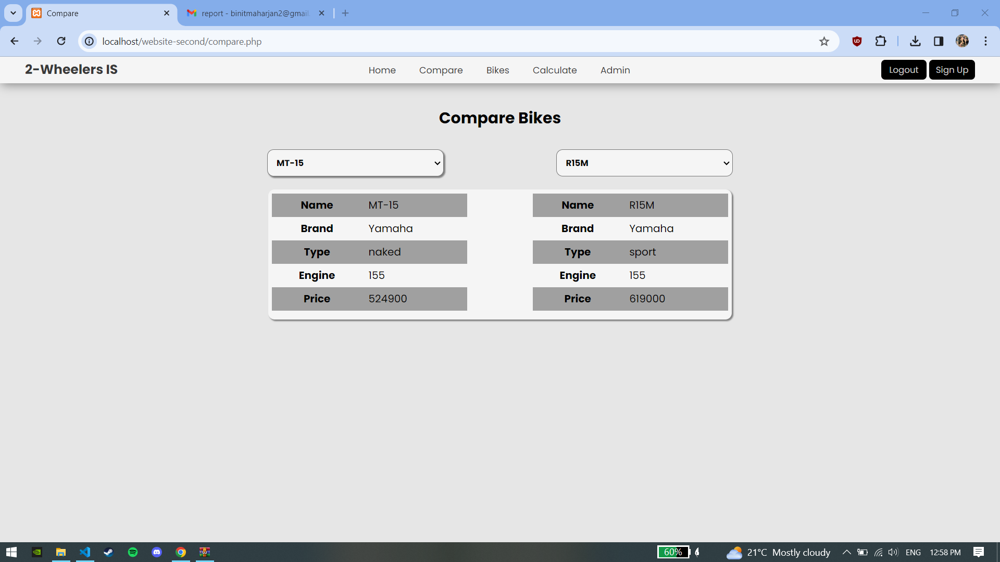 Compare
report - binitmaharjan2@gmail.
localhost/website-second/compare.php
2-Wheelers IS
Home
Compare
Bikes
Calculate
Admin
Logout
Sign Up
Compare Bikes
MT-15
R15M
Name MT-15 Name R15M
Brand Yamaha Brand Yamaha
Type naked Type sport
Engine 155 Engine 155
Price 524900 Price 619000
60%
21°C Mostly cloudy
ENG
12:58 PM